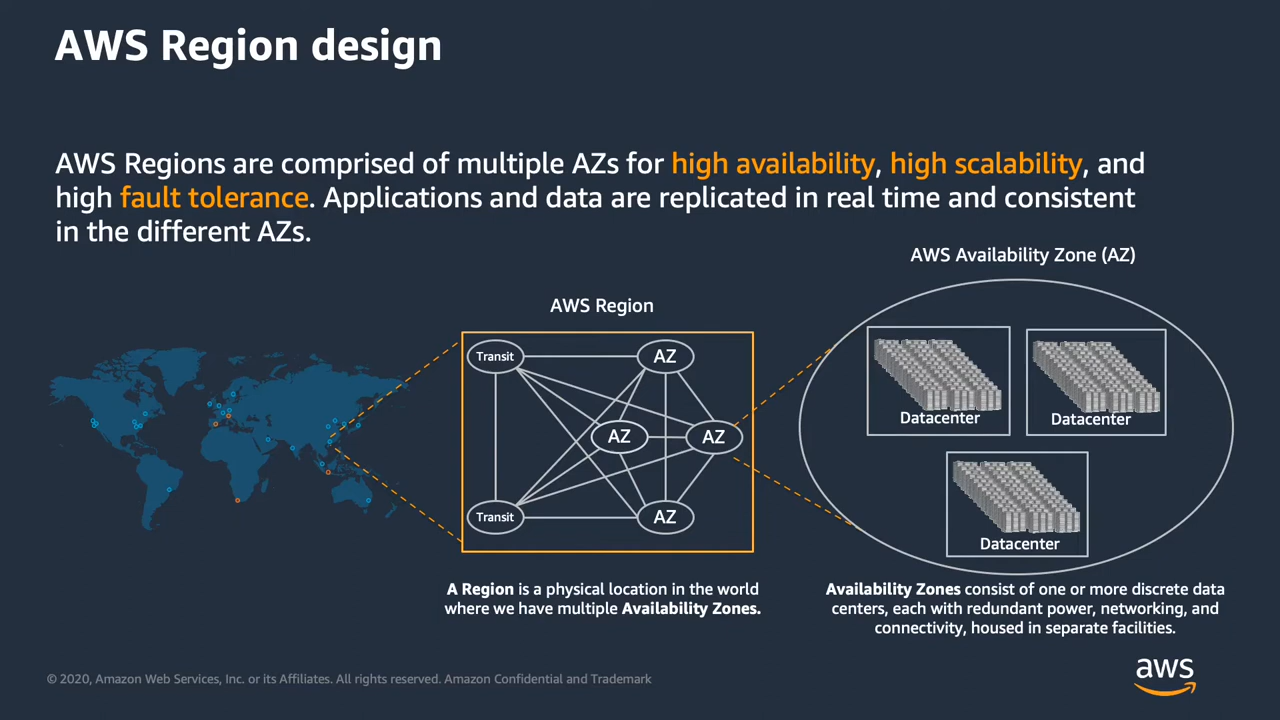 AWS Region design
AWS Regions are comprised of multiple AZs for high availability, high scalability, and
high fault tolerance. Applications and data are replicated in real time and consistent
in the different AZs.
AWS Availability Zone (AZ)
AWS Region
Transit
AZ
AZ
AZ
Transit
AZ
Datacenter
Datacenter
Datacenter
A Region is a physical location in the world
where we have multiple Availability Zones.
Availability Zones consist of one or more discrete data
centers, each with redundant power, networking, and
connectivity, housed in separate facilities.
© 2020, Amazon Web Services, Inc. or its Affiliates. All rights reserved. Amazon Confidential and Trademark
aws